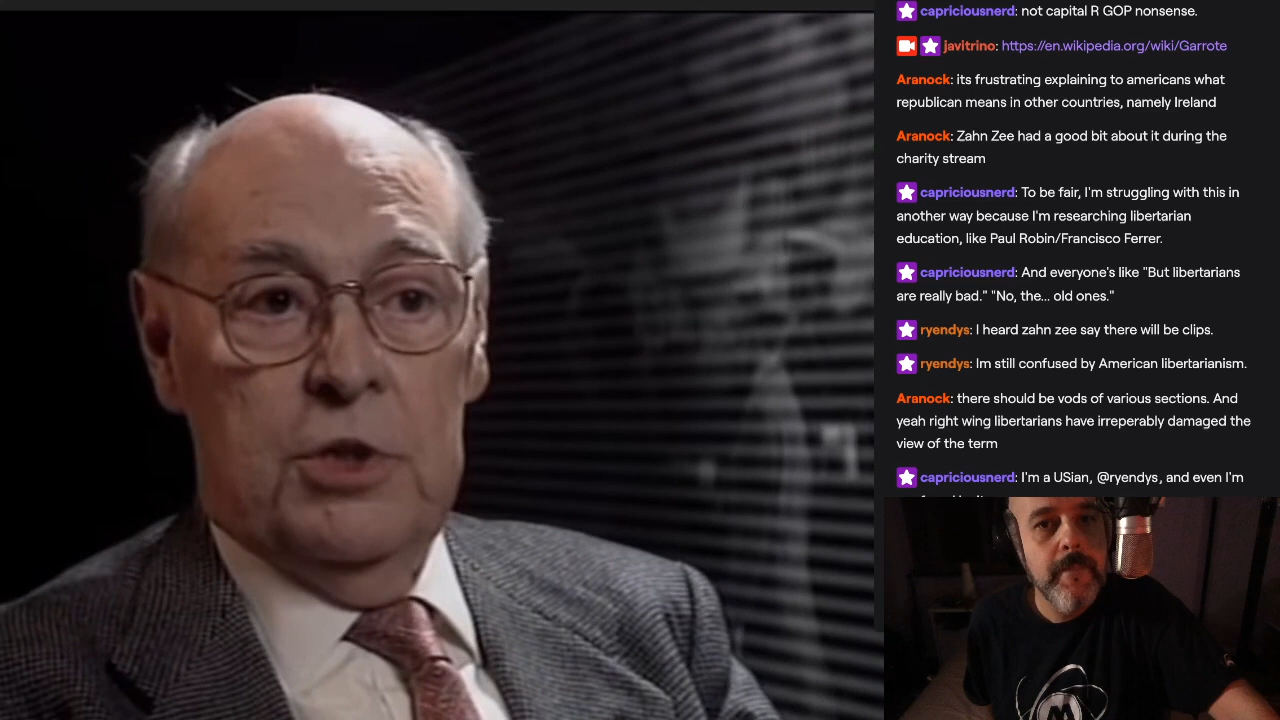 capriciousnerd: not capital R GOP nonsense.
javitrino: https://en.wikipedia.org/wiki/Garrote
Aranock: its frustrating explaining to americans what
republican means in other countries, namely Ireland
Aranock: Zahn Zee had a good bit about it during the
charity stream
capriciousnerd: To be fair, I'm struggling with this in
another way because I'm researching libertarian
education, like Paul Robin/Francisco Ferrer.
capriciousnerd: And everyone's like "But libertarians
are really bad." "No, the... old ones."
ryendys: I heard zahn zee say there will be clips.
ryendys: Im still confused by American libertarianism.
Aranock: there should be vods of various sections. And
yeah right wing libertarians have irreperably damaged the
view of the term
capriciousnerd: I'm a USian, @ryendys, and even I'm